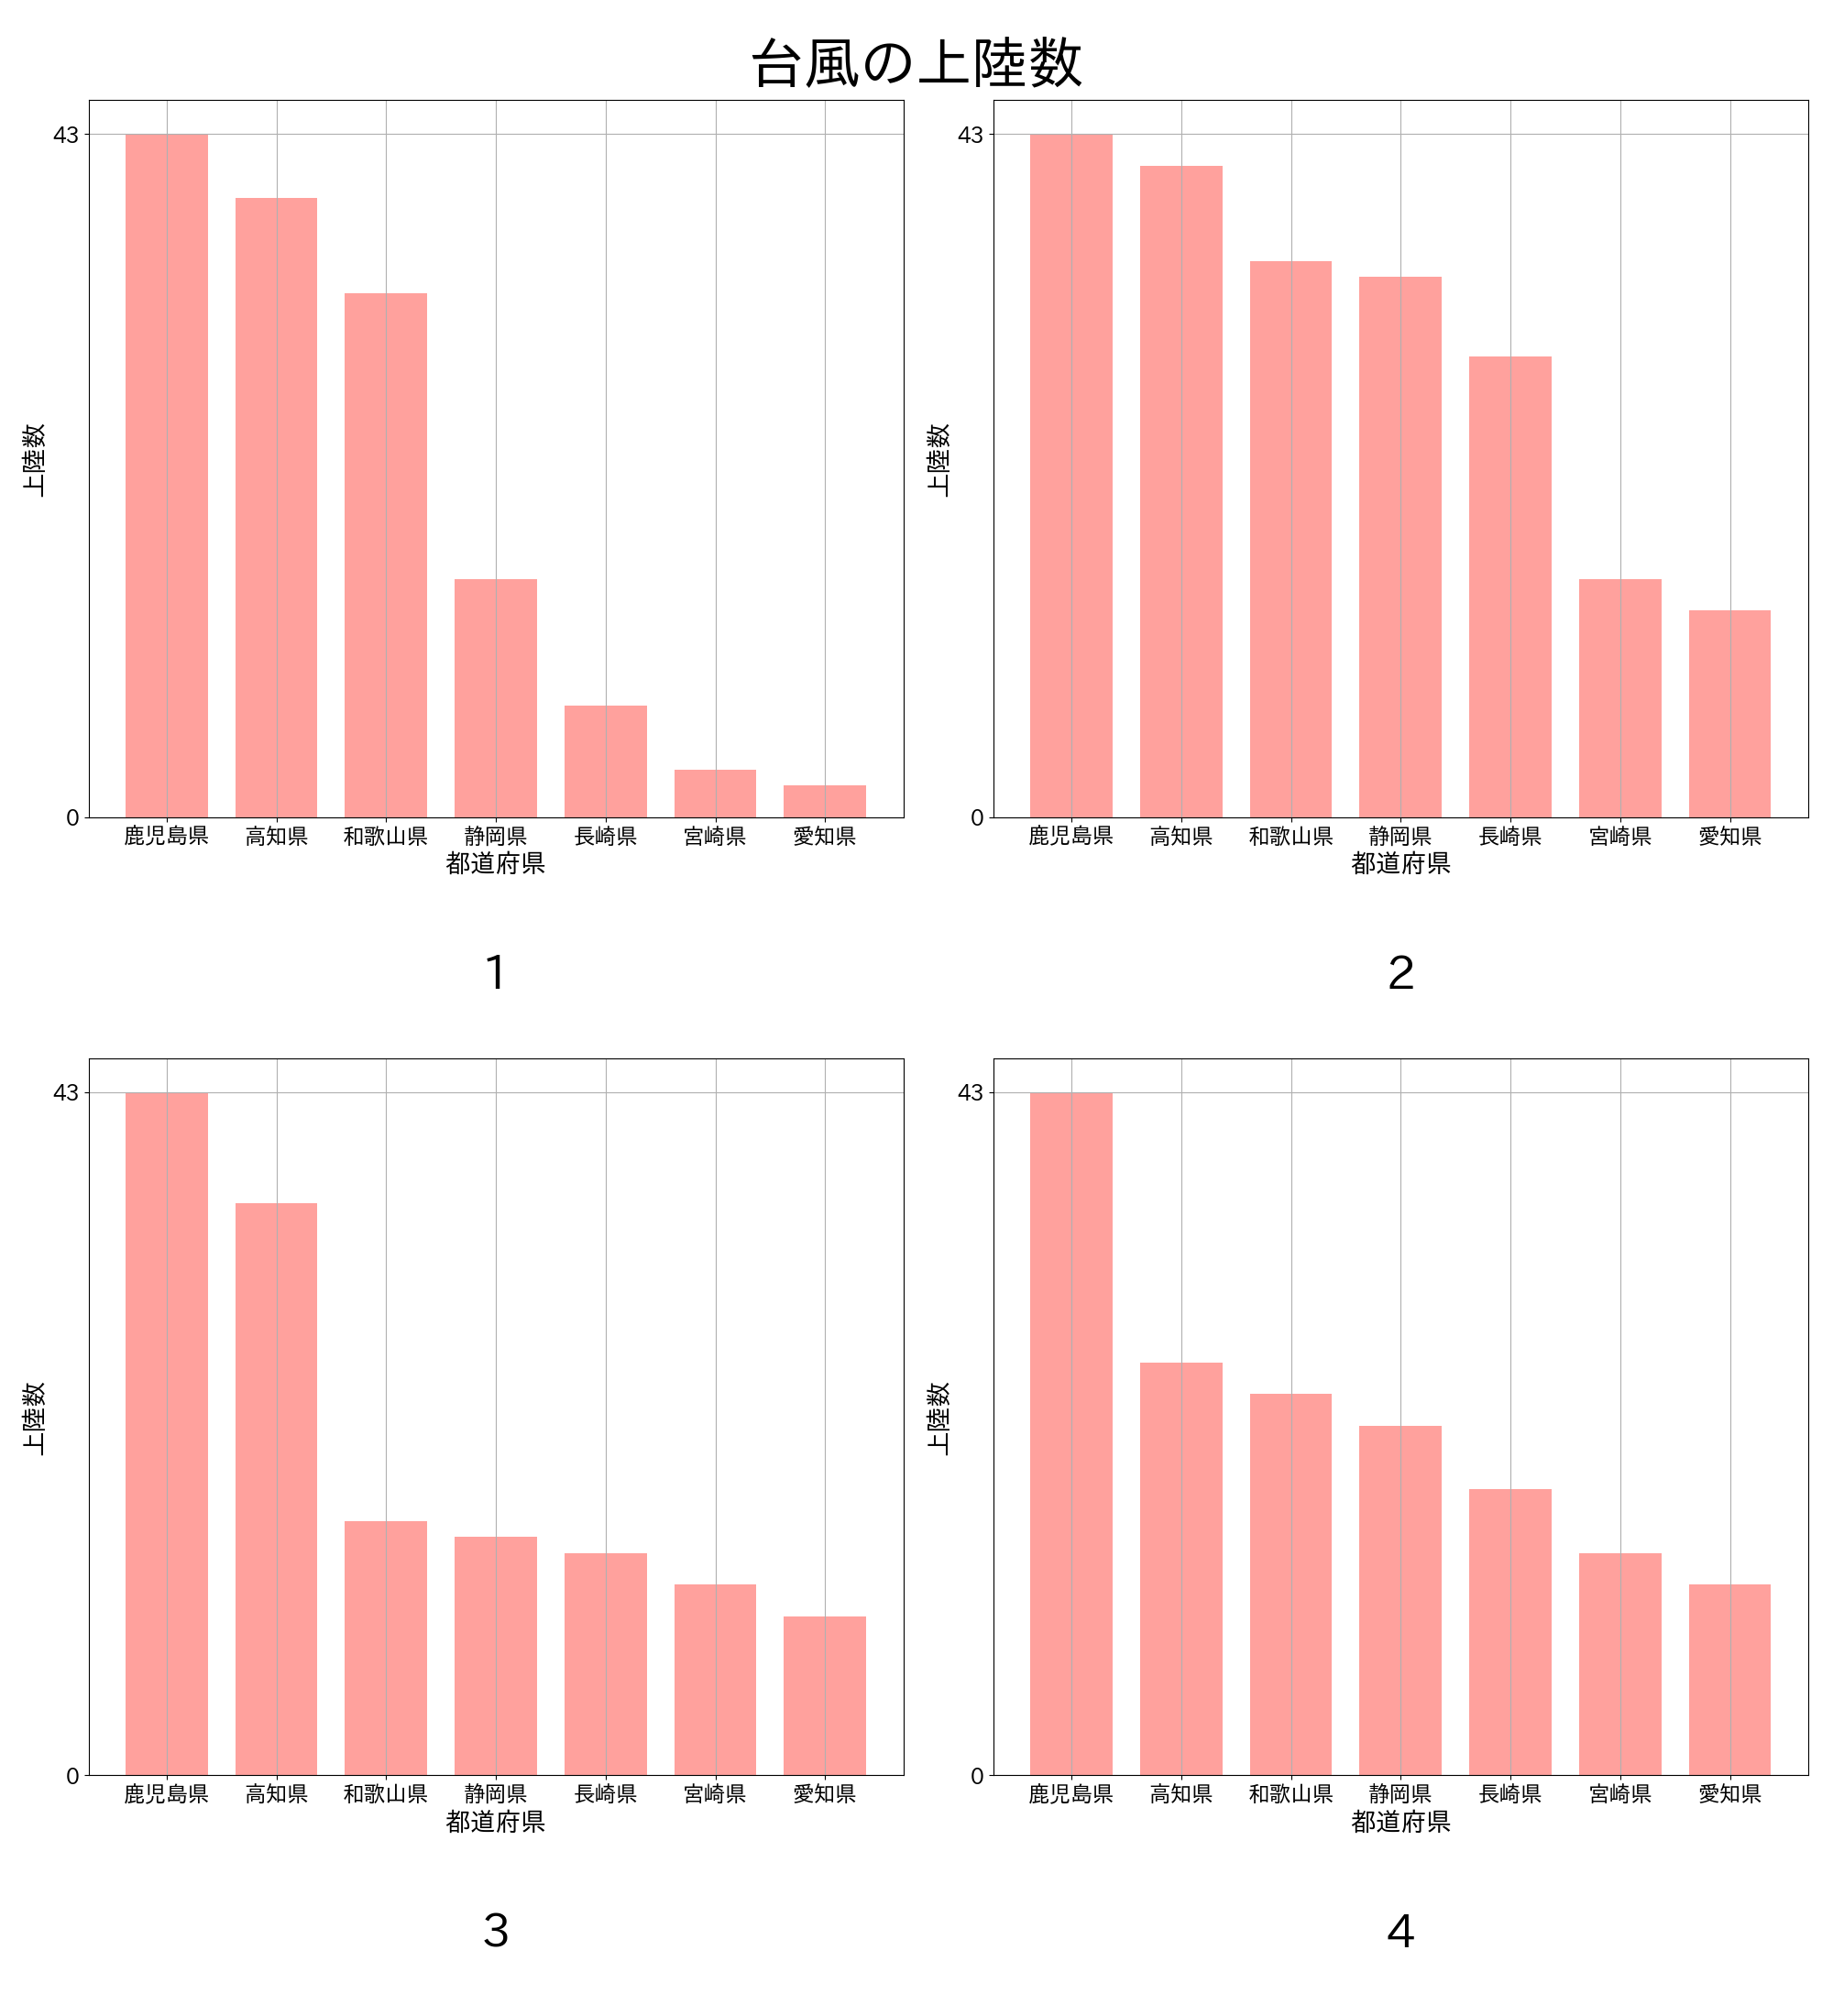 台風の上陸数
43
0
上陸数
鹿児島県 高知県 和歌山県 静岡県 長崎県 宮崎県 愛知県
都道府県
1
43
0
上陸数
鹿児島県 高知県 和歌山県 静岡県 長崎県 宮崎県 愛知県
都道府県
2
43
0
上陸数
鹿児島県 高知県 和歌山県 静岡県 長崎県 宮崎県 愛知県
都道府県
3
43
0
上陸数
鹿児島県 高知県 和歌山県 静岡県 長崎県 宮崎県 愛知県
都道府県
4